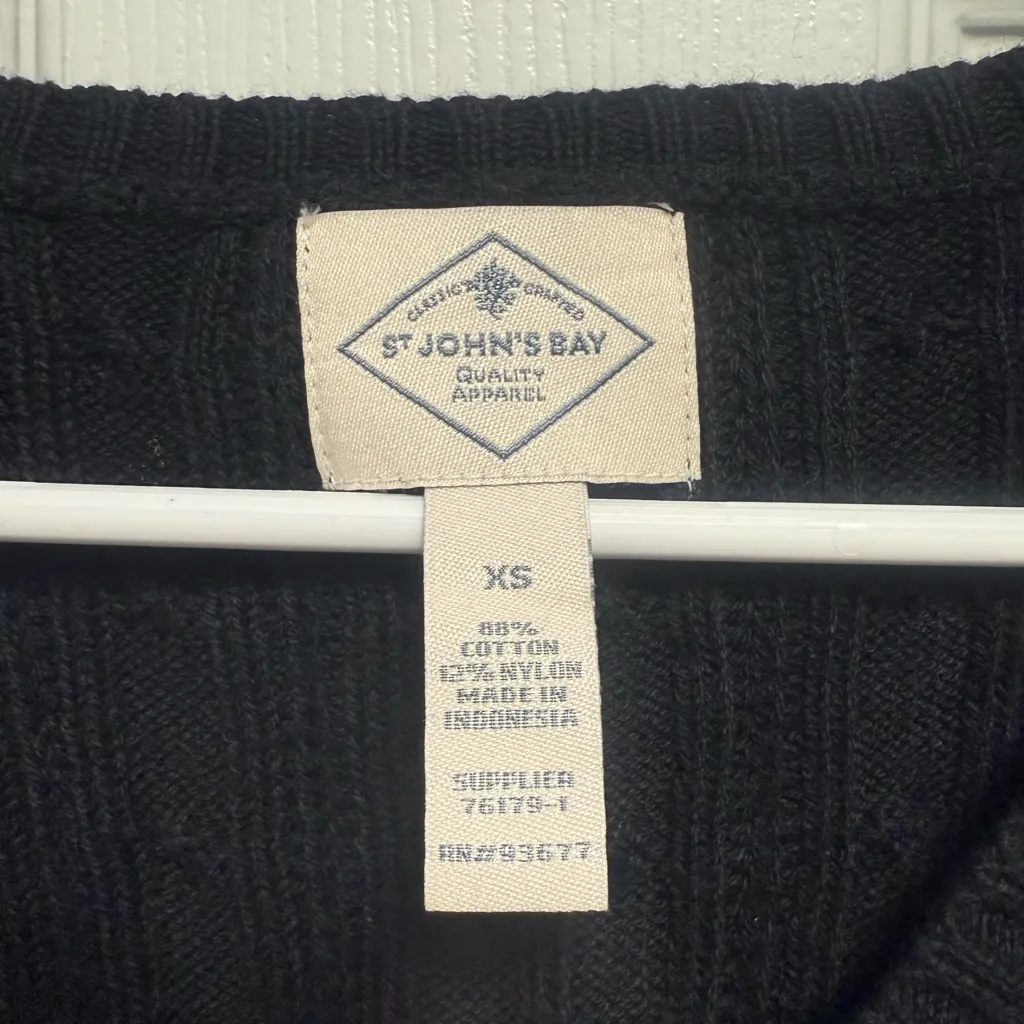 CLASSIC CRAFTED
ST JOHN'S BAY
QUALITY
APPAREL
XS
88%
COTTON
12% NYLON
MADE IN
INDONESIA
SUPPLIER
76179-1
RN#93677